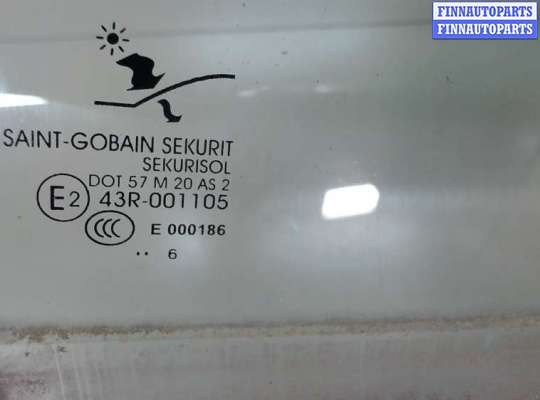 FINNAUTOPARTS
FINNAUTOPARTS
SAINT-GOBAIN SEKURIT
SEKURISOL
DOT 57 M 20 AS 2
E2 43R-001105
CCC E 000186
.. 6